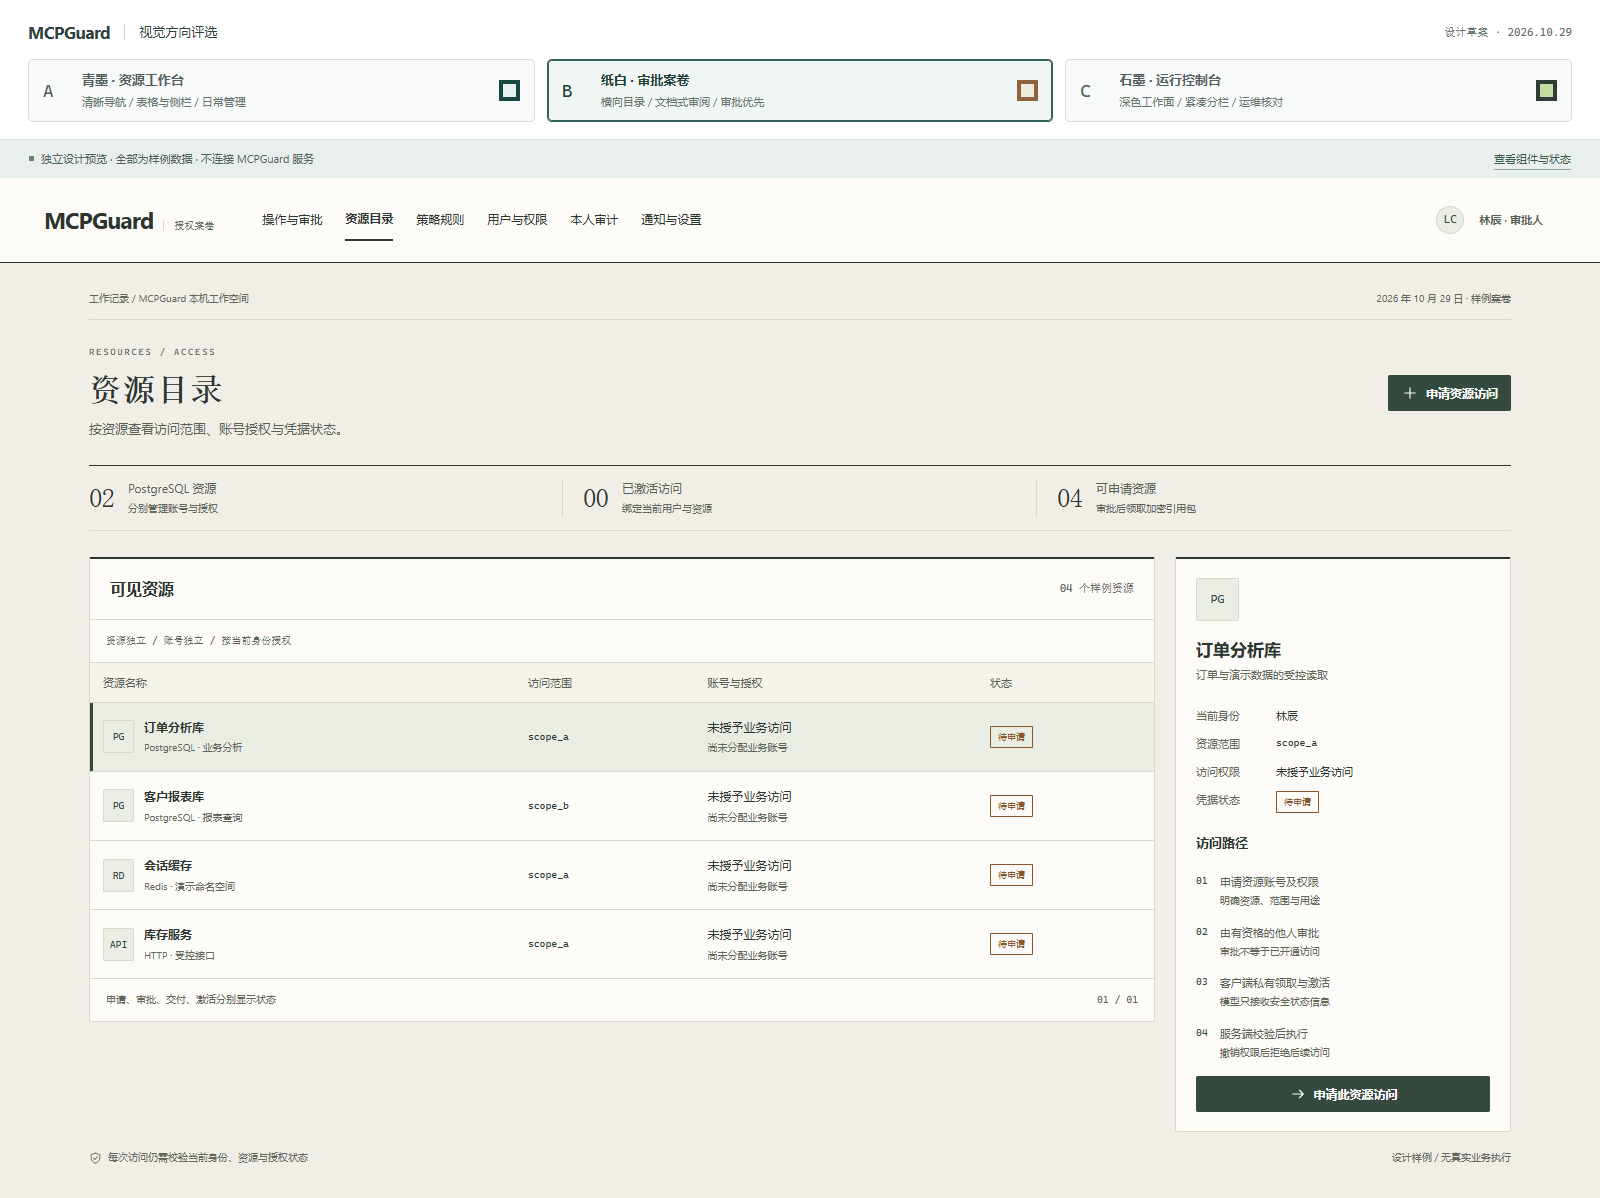 MCPGuard 视觉方向评选
设计草案 · 2026.10.29
A 青墨 · 资源工作台
清晰导航 / 表格与侧栏 / 日常管理
B 纸白 · 审批案卷
横向目录 / 文档式审阅 / 审批优先
C 石墨 · 运行控制台
深色工作面 / 紧凑分栏 / 运维核对
独立设计预览 · 全部为样例数据 · 不连接 MCPGuard 服务
查看组件与状态
MCPGuard 授权案卷
操作与审批 资源目录 策略规则 用户与权限 本人审计 通知与设置
LC 林辰 · 审批人
工作记录 / MCPGuard 本机工作空间
2026 年 10 月 29 日 · 样例案卷
RESOURCES / ACCESS
资源目录
按资源查看访问范围、账号授权与凭据状态。
申请资源访问
02 PostgreSQL 资源
分别管理账号与授权
00 已激活访问
绑定当前用户与资源
04 可申请资源
审批后领取加密引用包
可见资源
04 个样例资源
资源独立 / 账号独立 / 按当前身份授权
资源名称 访问范围 账号与授权 状态
PG 订单分析库
PostgreSQL · 业务分析
scope_a
未授予业务访问
尚未分配业务账号
待申请
PG 客户报表库
PostgreSQL · 报表查询
scope_b
未授予业务访问
尚未分配业务账号
待申请
RD 会话缓存
Redis · 演示命名空间
scope_a
未授予业务访问
尚未分配业务账号
待申请
API 库存服务
HTTP · 受控接口
scope_a
未授予业务访问
尚未分配业务账号
待申请
申请、审批、交付、激活分别显示状态
01 / 01
PG
订单分析库
订单与演示数据的受控读取
当前身份 林辰
资源范围 scope_a
访问权限 未授予业务访问
凭据状态 待申请
访问路径
01 申请资源账号及权限
明确资源、范围与用途
02 由有资格的他人审批
审批不等于已开通访问
03 客户端私有领取与激活
模型只接收安全状态信息
04 服务端校验后执行
撤销权限后拒绝后续访问
申请此资源访问
每次访问仍需校验当前身份、资源与授权状态
设计样例 / 无真实业务执行